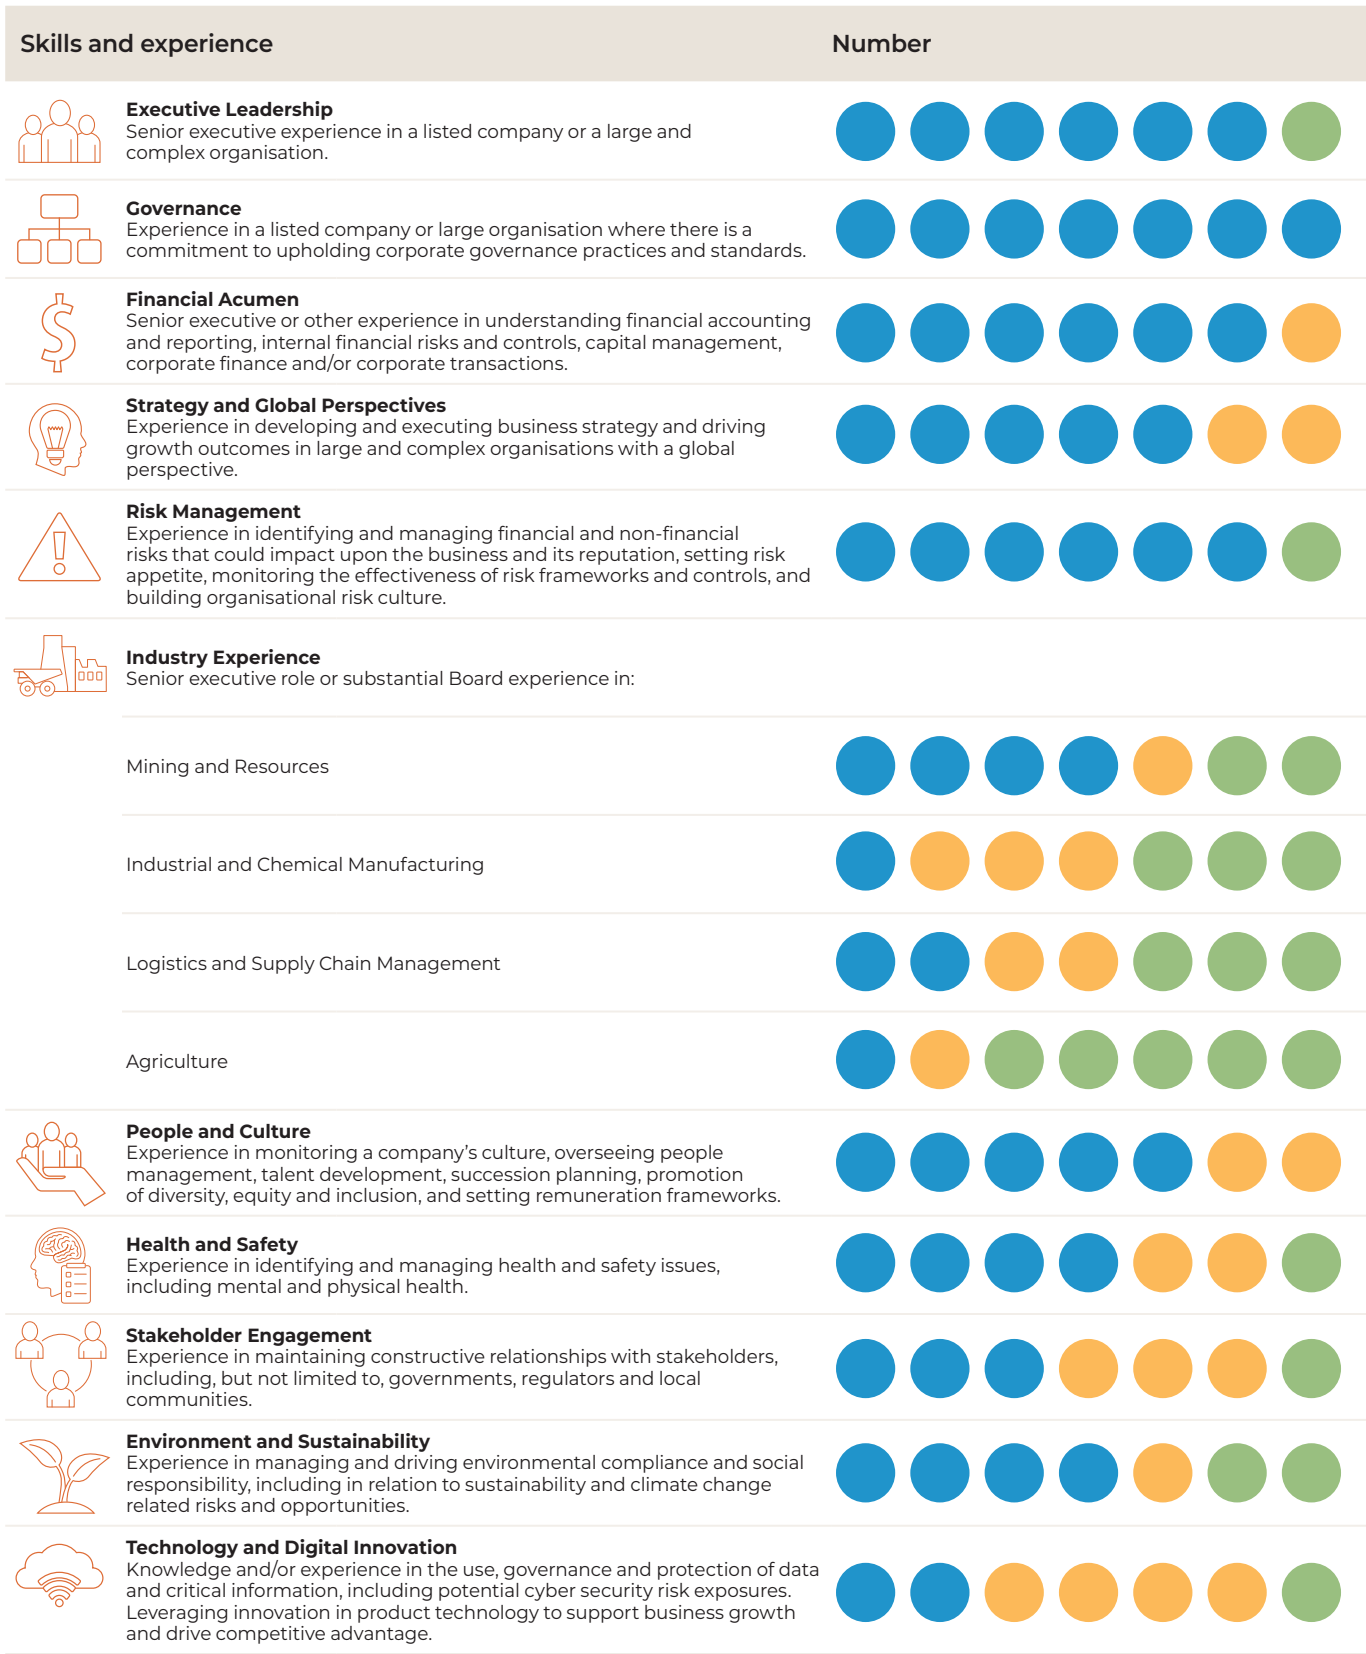 Skills and experience
Number
Executive Leadership
Senior executive experience in a listed company or a large and
complex organisation.
Governance
Experience in a listed company or large organisation where there is a
commitment to upholding corporate governance practices and standards.
Financial Acumen
Senior executive or other experience in understanding financial accounting
and reporting, internal financial risks and controls, capital management,
corporate finance and/or corporate transactions.
Strategy and Global Perspectives
Experience in developing and executing business strategy and driving
growth outcomes in large and complex organisations with a global
perspective.
Risk Management
Experience in identifying and managing financial and non-financial
risks that could impact upon the business and its reputation, setting risk
appetite, monitoring the effectiveness of risk frameworks and controls, and
building organisational risk culture.
Industry Experience
Senior executive role or substantial Board experience in:
Mining and Resources
Industrial and Chemical Manufacturing
Logistics and Supply Chain Management
Agriculture
People and Culture
Experience in monitoring a company’s culture, overseeing people
management, talent development, succession planning, promotion
of diversity, equity and inclusion, and setting remuneration frameworks.
Health and Safety
Experience in identifying and managing health and safety issues,
including mental and physical health.
Stakeholder Engagement
Experience in maintaining constructive relationships with stakeholders,
including, but not limited to, governments, regulators and local
communities.
Environment and Sustainability
Experience in managing and driving environmental compliance and social
responsibility, including in relation to sustainability and climate change
related risks and opportunities.
Technology and Digital Innovation
Knowledge and/or experience in the use, governance and protection of data
and critical information, including potential cyber security risk exposures.
Leveraging innovation in product technology to support business growth
and drive competitive advantage.